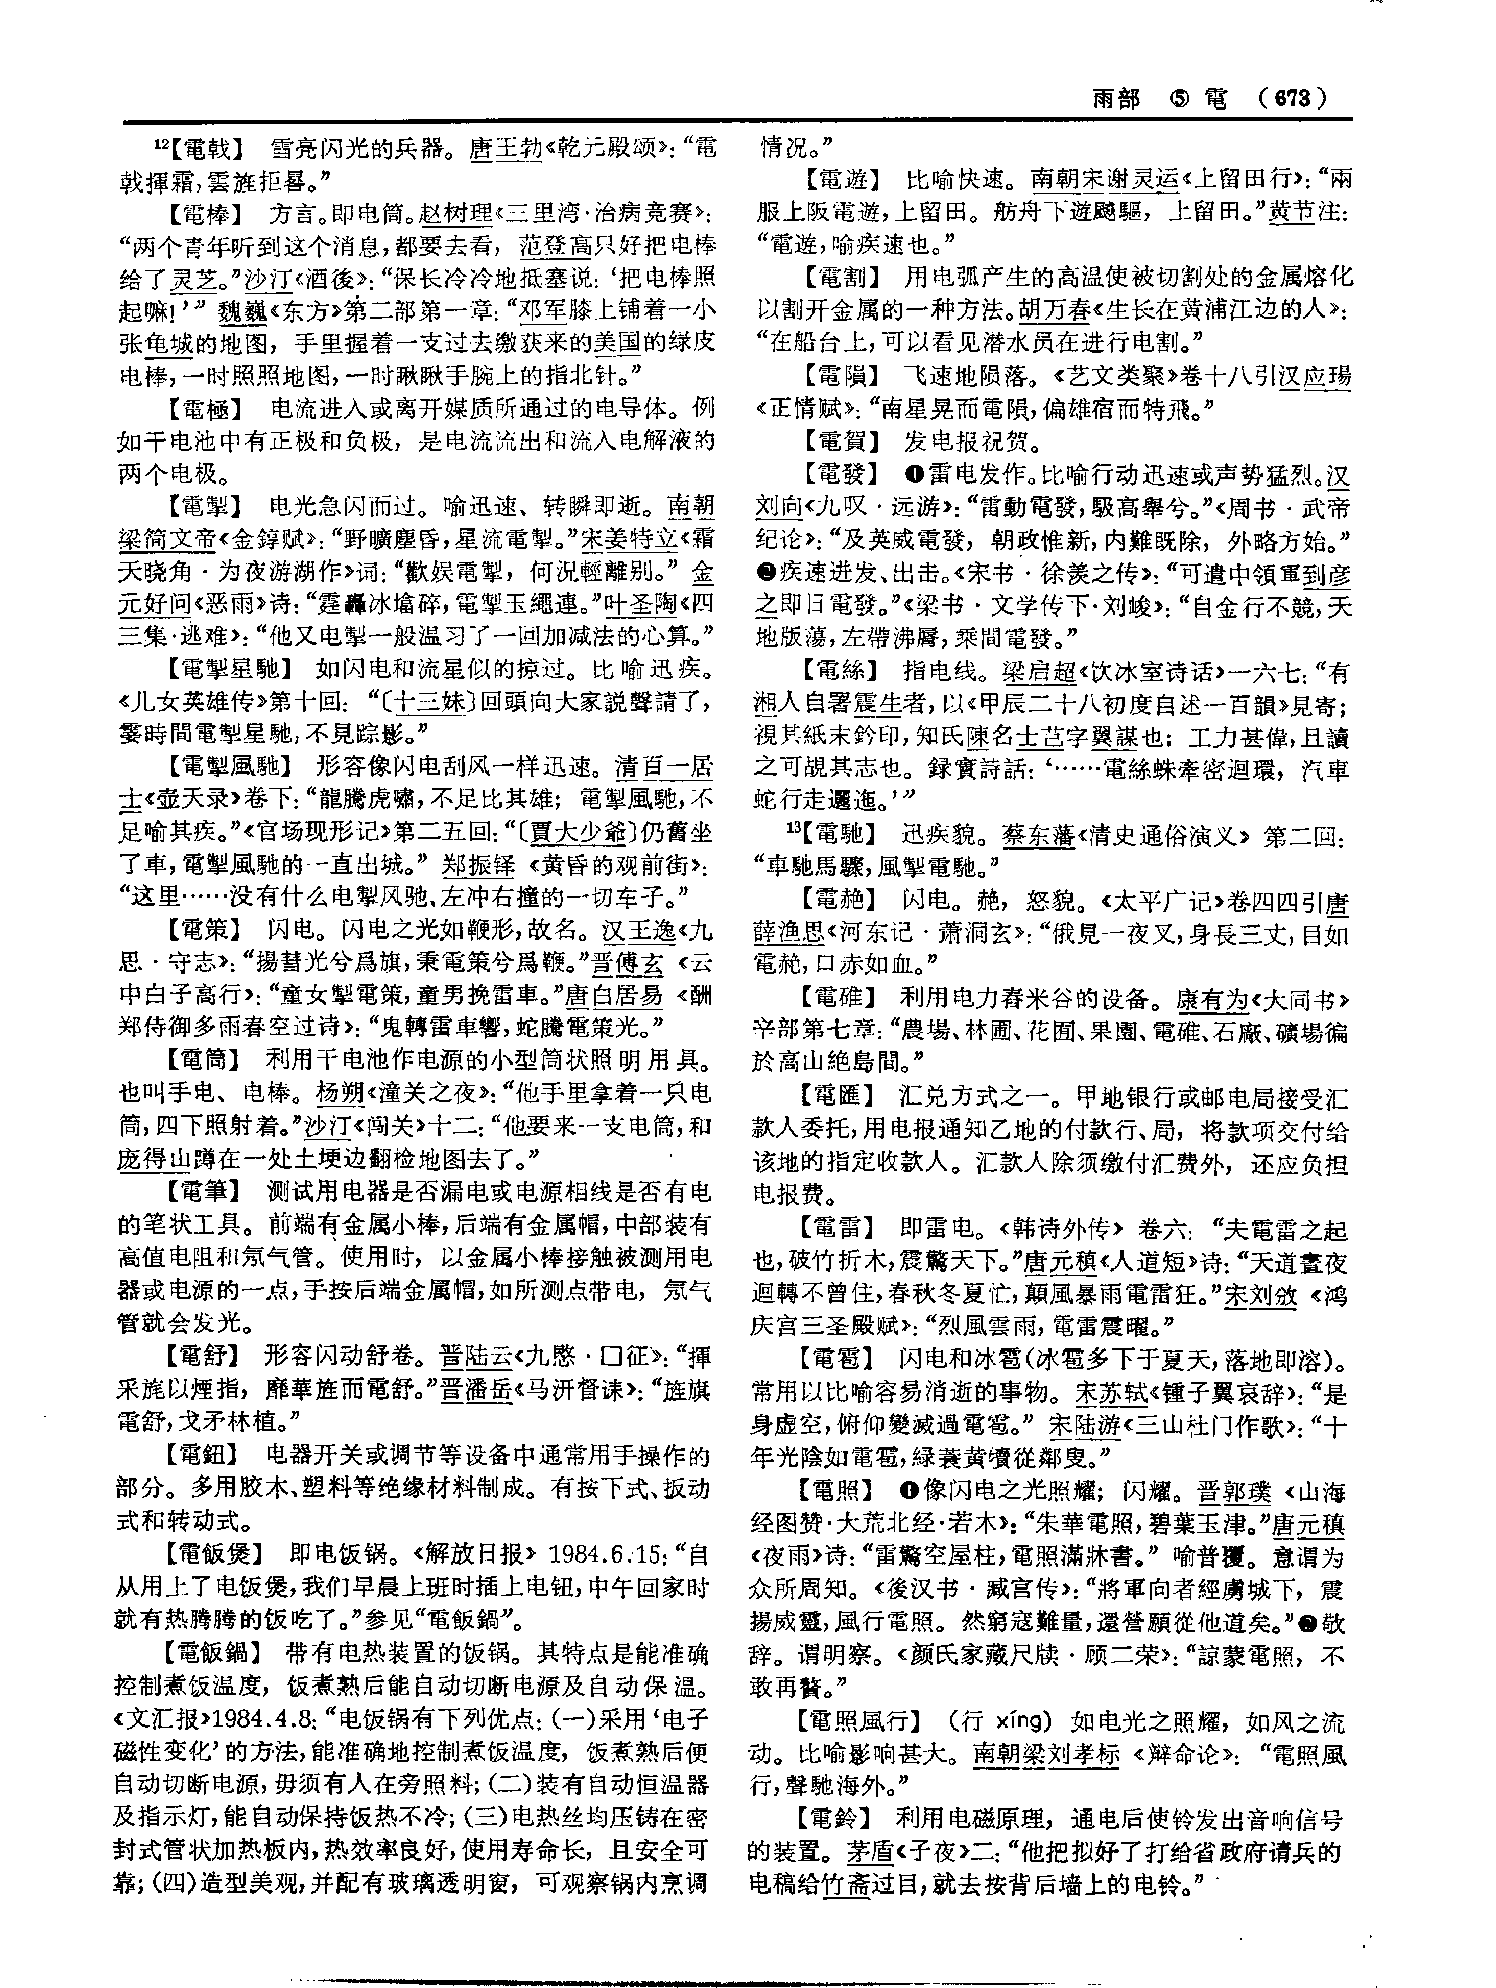 雨部 ⑤ 電 (673)
¹²【電戟】 雪亮闪光的兵器。唐王勃《乾元殿颂》：“電
戟揮霜，雲旌拒晷。”
【電棒】 方言。即电筒。赵树理《三里湾·治病竞赛》：
“两个青年听到这个消息，都要去看，范登高只好把电棒
给了灵芝。”沙汀《酒後》：“保长冷冷地抵塞说：‘把电棒照
起嘛！’” 魏巍《东方》第二部第一章：“邓军膝上铺着一小
张龟城的地图，手里握着一支过去缴获来的美国的绿皮
电棒，一时照照地图，一时瞅瞅手腕上的指北针。”
【電極】 电流进入或离开媒质所通过的电导体。例
如干电池中有正极和负极，是电流流出和流入电解液的
两个电极。
【電掣】 电光急闪而过。喻迅速、转瞬即逝。南朝
梁简文帝《金錞赋》：“野曠塵昏，星流電掣。”宋姜特立《霜
天晓角·为夜游湖作》词：“歡娱電掣，何況輕離别。” 金
元好问《恶雨》诗：“霆轟冰墙碎，電掣玉繩連。”叶圣陶《四
三集·逃难》：“他又电掣一般温习了一回加减法的心算。”
【電掣星馳】 如闪电和流星似的掠过。比喻迅疾。
《儿女英雄传》第十回：“〔十三妹〕回頭向大家説聲請了，
霎時間電掣星馳，不見踪影。”
【電掣風馳】 形容像闪电刮风一样迅速。清百一居
士《壶天录》卷下：“龍騰虎嘯，不足比其雄；電掣風馳，不
足喻其疾。”《官场现形记》第二五回：“〔賈大少爺〕仍舊坐
了車，電掣風馳的一直出城。” 郑振铎《黄昏的观前街》：
“这里……没有什么电掣风驰、左冲右撞的一切车子。”
【電策】 闪电。闪电之光如鞭形，故名。汉王逸《九
思·守志》：“揚彗光兮爲旗，秉電策兮爲鞭。”晋傅玄《云
中白子高行》：“童女掣電策，童男挽雷車。”唐白居易《酬
郑侍御多雨春空过诗》：“鬼轉雷車響，蛇騰電策光。”
【電筒】 利用干电池作电源的小型筒状照明用具。
也叫手电、电棒。杨朔《潼关之夜》：“他手里拿着一只电
筒，四下照射着。”沙汀《闯关》十二：“他要来一支电筒，和
庞得山蹲在一处土埂边翻检地图去了。”
【電筆】 测试用电器是否漏电或电源相线是否有电
的笔状工具。前端有金属小棒，后端有金属帽，中部装有
高值电阻和氖气管。使用时，以金属小棒接触被测用电
器或电源的一点，手按后端金属帽，如所测点带电，氖气
管就会发光。
【電舒】 形容闪动舒卷。晋陆云《九愍·□征》：“揮
采旄以煙指，靡華旌而電舒。”晋潘岳《马汧督诔》：“旌旗
電舒，戈矛林植。”
【電鈕】 电器开关或调节等设备中通常用手操作的
部分。多用胶木、塑料等绝缘材料制成。有按下式、扳动
式和转动式。
【電飯煲】 即电饭锅。《解放日报》1984.6.15：“自
从用上了电饭煲，我们早晨上班时插上电钮，中午回家时
就有热腾腾的饭吃了。”参见“電飯鍋”。
【電飯鍋】 带有电热装置的饭锅。其特点是能准确
控制煮饭温度，饭煮熟后能自动切断电源及自动保温。
《文汇报》1984.4.8：“电饭锅有下列优点：（一）采用‘电子
磁性变化’的方法，能准确地控制煮饭温度，饭煮熟后便
自动切断电源，毋须有人在旁照料；（二）装有自动恒温器
及指示灯，能自动保持饭热不冷；（三）电热丝均压铸在密
封式管状加热板内，热效率良好，使用寿命长，且安全可
靠；（四）造型美观，并配有玻璃透明窗，可观察锅内烹调
情况。”
【電遊】 比喻快速。南朝宋谢灵运《上留田行》：“兩
服上阪電遊，上留田。舫舟下遊飈驅，上留田。”黄节注：
“電遊，喻疾速也。”
【電割】 用电弧产生的高温使被切割处的金属熔化
以割开金属的一种方法。胡万春《生长在黄浦江边的人》：
“在船台上，可以看见潜水员在进行电割。”
【電隕】 飞速地陨落。《艺文类聚》卷十八引汉应瑒
《正情赋》：“南星晃而電隕，偏雄宿而特飛。”
【電賀】 发电报祝贺。
【電發】 ❶雷电发作。比喻行动迅速或声势猛烈。汉
刘向《九叹·远游》：“雷動電發，馺高舉兮。”《周书·武帝
纪论》：“及英威電發，朝政惟新，内難既除，外略方始。”
❷疾速进发、出击。《宋书·徐羡之传》：“可遣中領軍到彦
之即日電發。”《梁书·文学传下·刘峻》：“自金行不競，天
地版蕩，左帶沸脣，乘間電發。”
【電絲】 指电线。梁启超《饮冰室诗话》一六七：“有
湘人自署震生者，以《甲辰二十八初度自述一百韻》見寄；
視其紙末鈐印，知氏陳名士芑字翼謀也；工力甚偉，且讀
之可覘其志也。録實詩話：‘……電絲蛛牽密迴環，汽車
蛇行走邐迤。’”
¹³【電馳】 迅疾貌。蔡东藩《清史通俗演义》第二回：
“車馳馬驟，風掣電馳。”
【電赩】 闪电。赩，怒貌。《太平广记》卷四四引唐
薛渔思《河东记·萧洞玄》：“俄見一夜叉，身長三丈，目如
電赩，口赤如血。”
【電碓】 利用电力舂米谷的设备。康有为《大同书》
辛部第七章：“農場、林圃、花囿、果園、電碓、石廠、礦場徧
於高山絶島間。”
【電匯】 汇兑方式之一。甲地银行或邮电局接受汇
款人委托，用电报通知乙地的付款行、局，将款项交付给
该地的指定收款人。汇款人除须缴付汇费外，还应负担
电报费。
【電雷】 即雷电。《韩诗外传》卷六：“夫電雷之起
也，破竹折木，震驚天下。”唐元稹《人道短》诗：“天道晝夜
迴轉不曾住，春秋冬夏忙，顛風暴雨電雷狂。”宋刘敛《鸿
庆宫三圣殿赋》：“烈風雲雨，電雷震曜。”
【電雹】 闪电和冰雹（冰雹多下于夏天，落地即溶）。
常用以比喻容易消逝的事物。宋苏轼《锺子翼哀辞》：“是
身虚空，俯仰變滅過電雹。” 宋陆游《三山杜门作歌》：“十
年光陰如電雹，緑蓑黄犢從鄰叟。”
【電照】 ❶像闪电之光照耀；闪耀。晋郭璞《山海
经图赞·大荒北经·若木》：“朱華電照，碧葉玉津。”唐元稹
《夜雨》诗：“雷驚空屋柱，電照滿牀書。” 喻普覆。意谓为
众所周知。《後汉书·臧宫传》：“將軍向者經虜城下，震
揚威靈，風行電照。然窮寇難量，還營願從他道矣。”❷敬
辞。谓明察。《颜氏家藏尺牍·顾二荣》：“諒蒙電照，不
敢再贅。”
【電照風行】 （行 xíng）如电光之照耀，如风之流
动。比喻影响甚大。南朝梁刘孝标《辩命论》：“電照風
行，聲馳海外。”
【電鈴】 利用电磁原理，通电后使铃发出音响信号
的装置。茅盾《子夜》二：“他把拟好了打给省政府请兵的
电稿给竹斋过目，就去按背后墙上的电铃。”